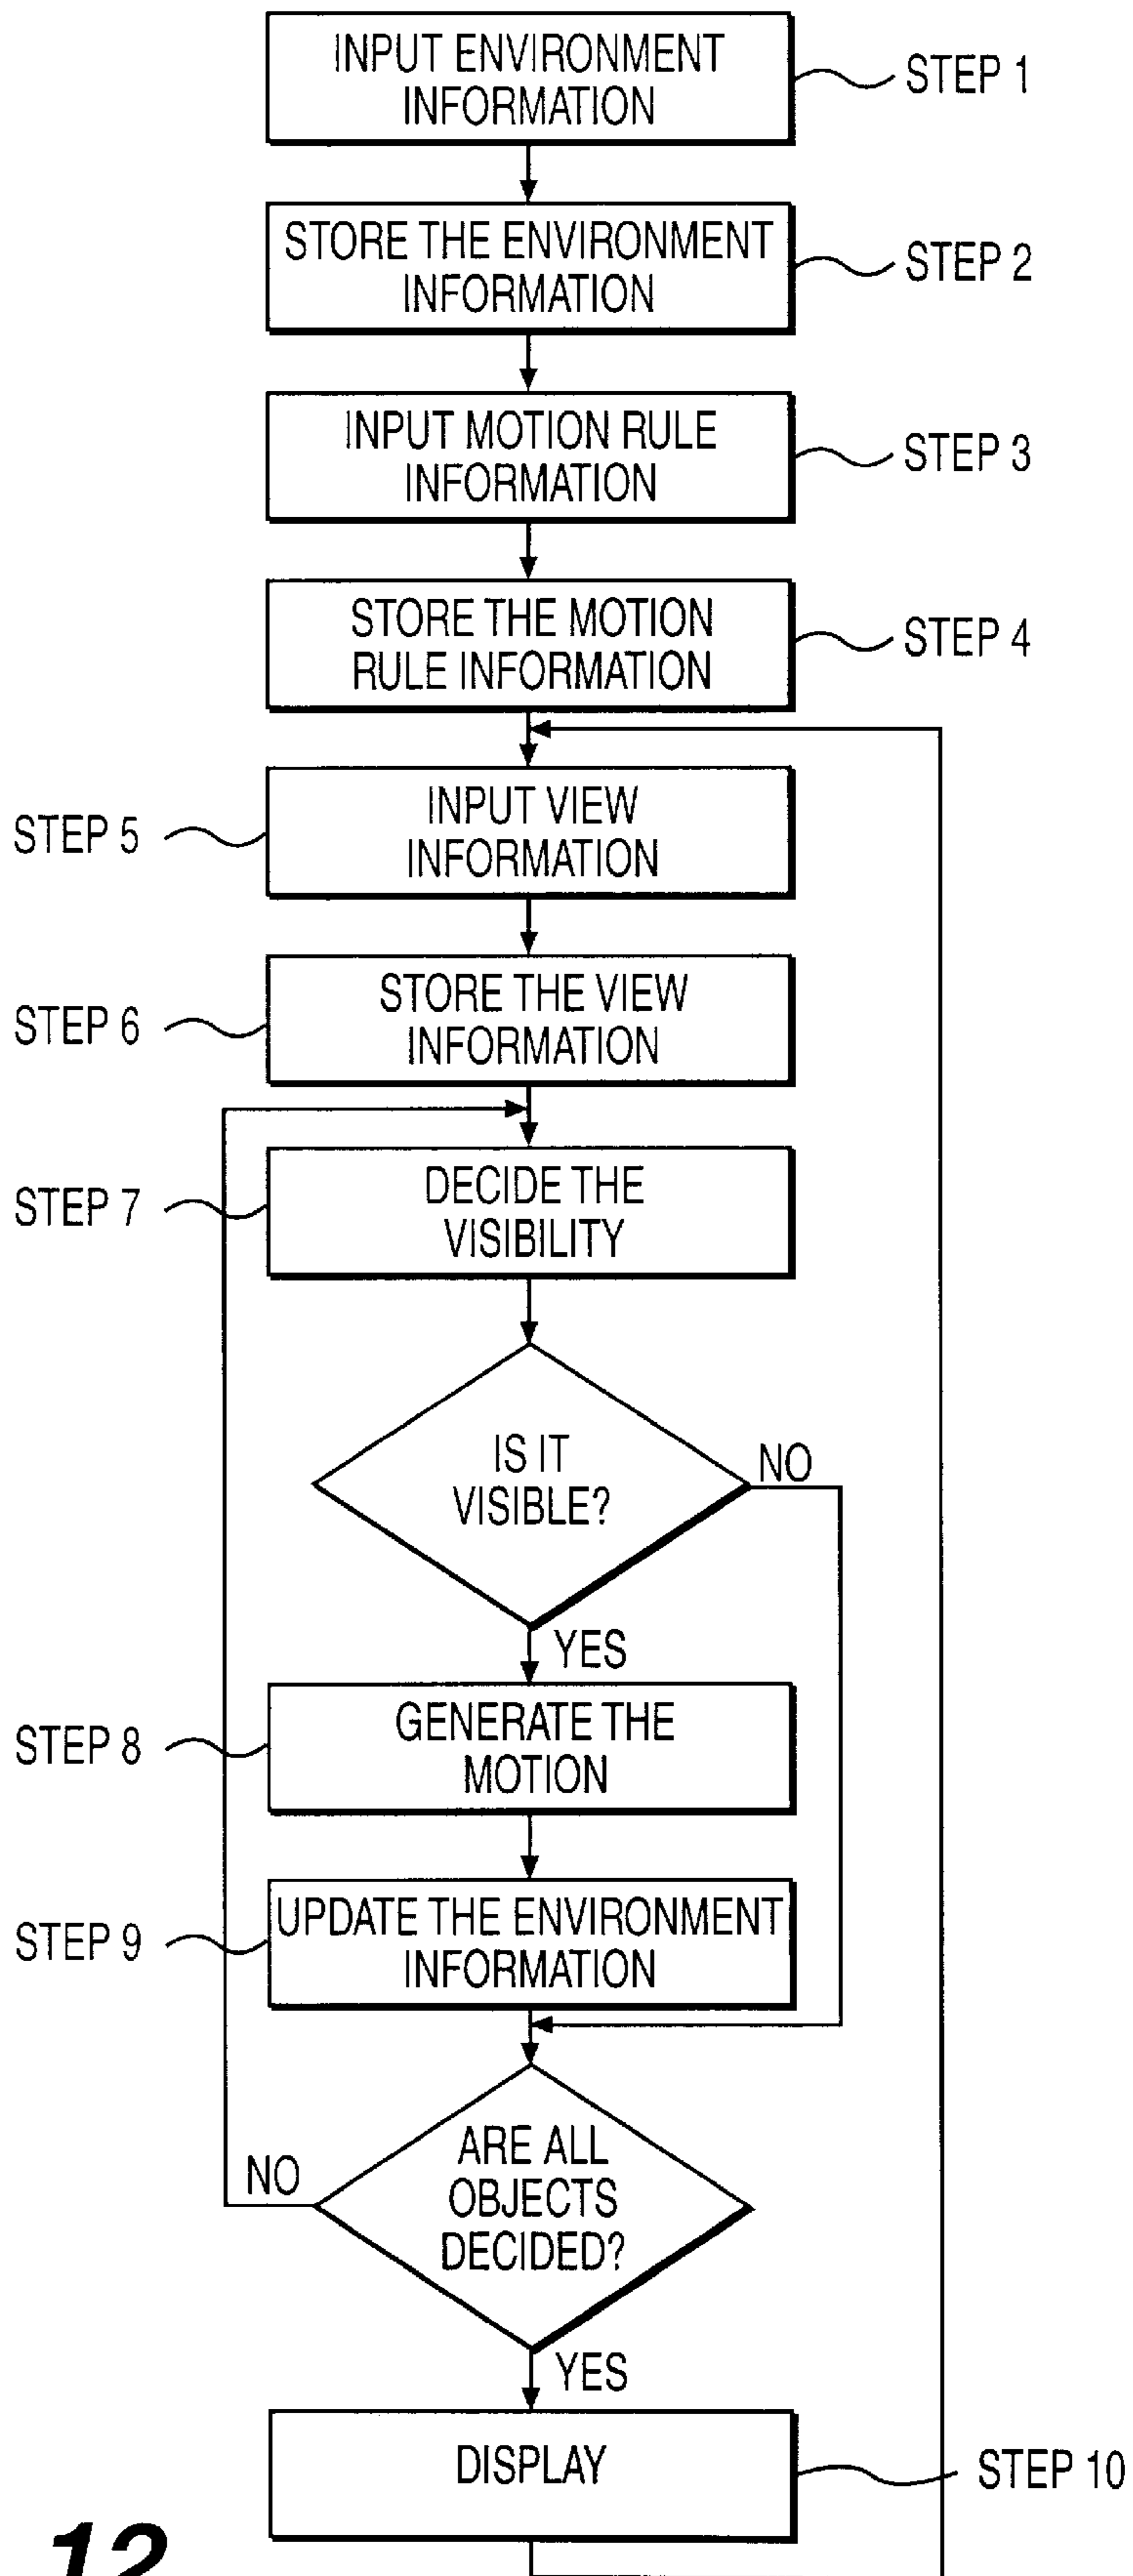 INPUT ENVIRONMENT
INFORMATION
STEP 1
STORE THE ENVIRONMENT
INFORMATION
STEP 2
INPUT MOTION RULE
INFORMATION
STEP 3
STORE THE MOTION
RULE INFORMATION
STEP 4
INPUT VIEW
INFORMATION
STEP 5
STORE THE VIEW
INFORMATION
STEP 6
DECIDE THE
VISIBILITY
STEP 7
IS IT
VISIBLE?
NO
YES
GENERATE THE
MOTION
STEP 8
UPDATE THE ENVIRONMENT
INFORMATION
STEP 9
ARE ALL
OBJECTS
DECIDED?
NO
YES
DISPLAY
STEP 10
12